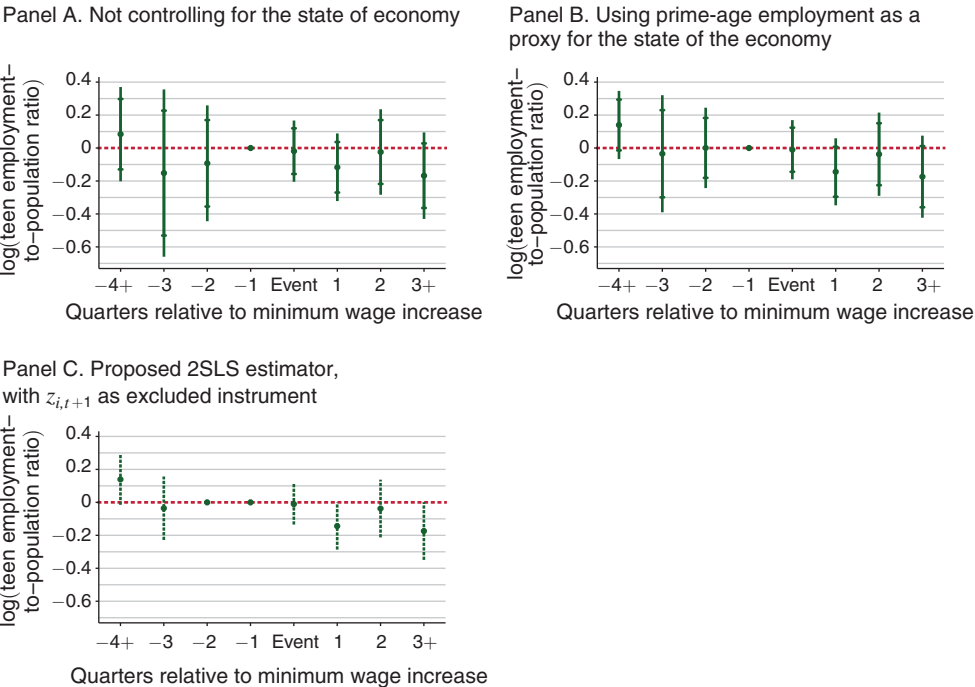 Panel A. Not controlling for the state of economy
log(teen employment–
to–population ratio)
0.4
0.2
0
−0.2
−0.4
−0.6
−4+ −3 −2 −1 Event 1 2 3+
Quarters relative to minimum wage increase
Panel B. Using prime-age employment as a
proxy for the state of the economy
log(teen employment–
to–population ratio)
0.4
0.2
0
−0.2
−0.4
−0.6
−4+ −3 −2 −1 Event 1 2 3+
Quarters relative to minimum wage increase
Panel C. Proposed 2SLS estimator,
with z_{i,t+1} as excluded instrument
log(teen employment–
to–population ratio)
0.4
0.2
0
−0.2
−0.4
−0.6
−4+ −3 −2 −1 Event 1 2 3+
Quarters relative to minimum wage increase